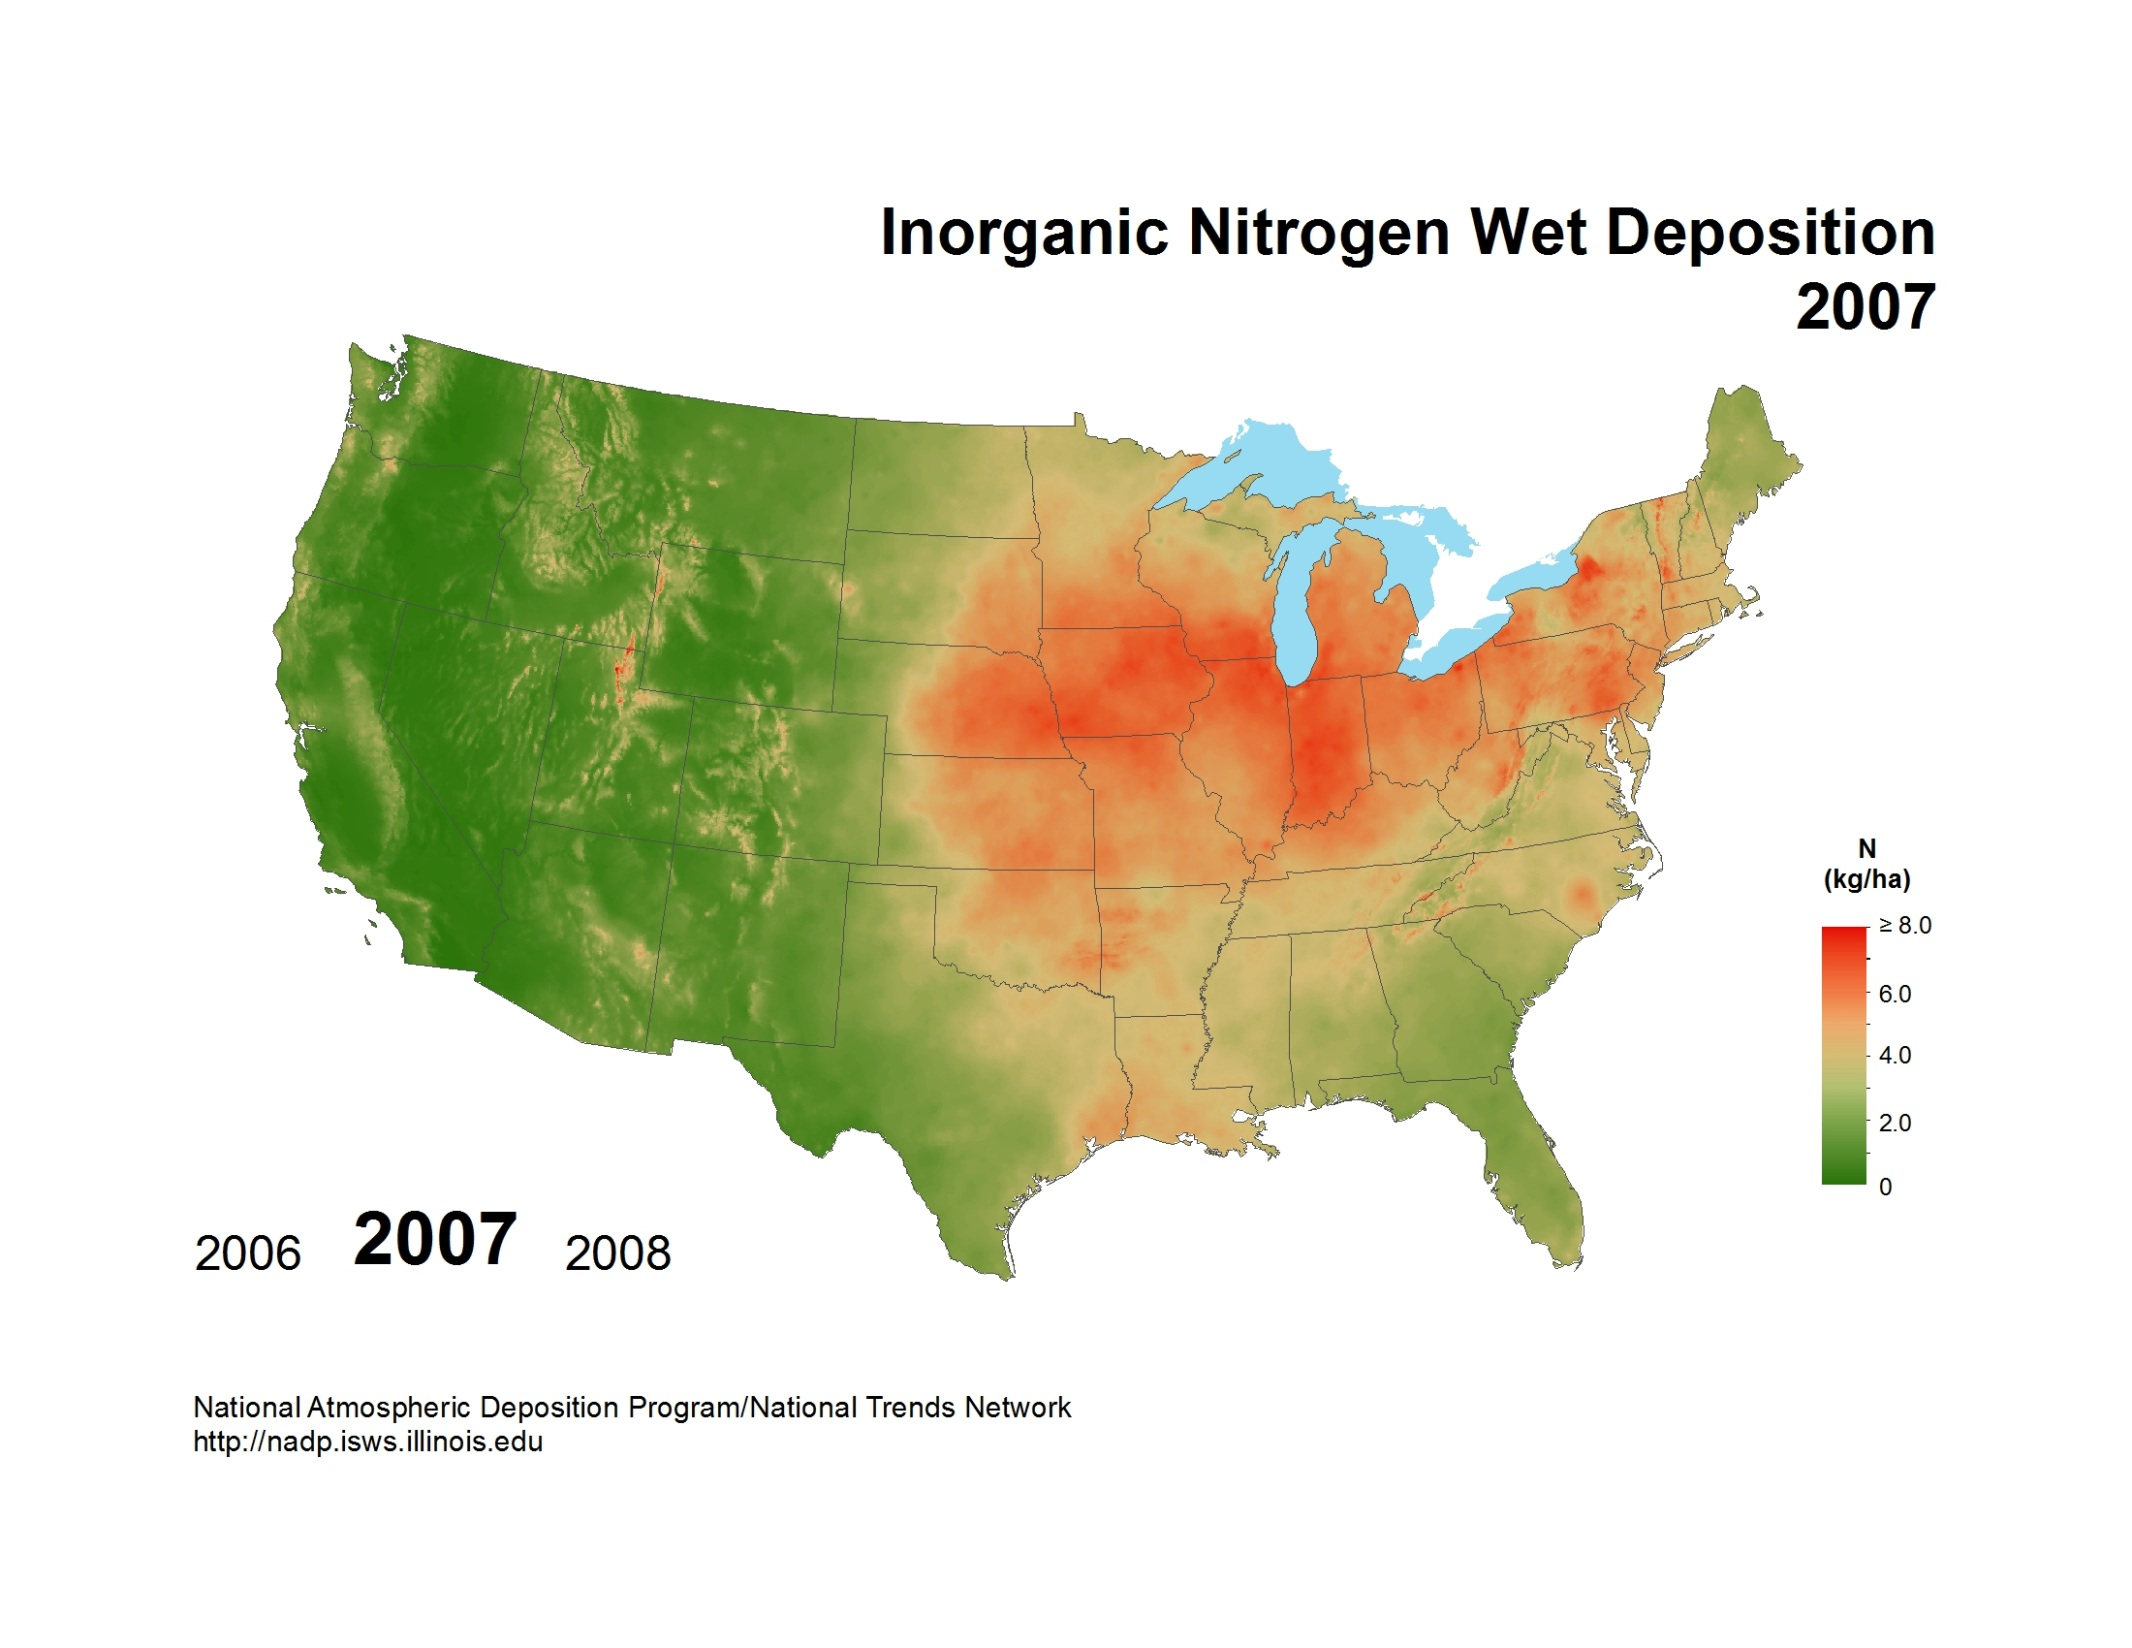 Inorganic Nitrogen Wet Deposition
2007
N
(kg/ha)
≥ 8.0
6.0
4.0
2.0
0
2006 2007 2008
National Atmospheric Deposition Program/National Trends Network
http://nadp.isws.illinois.edu